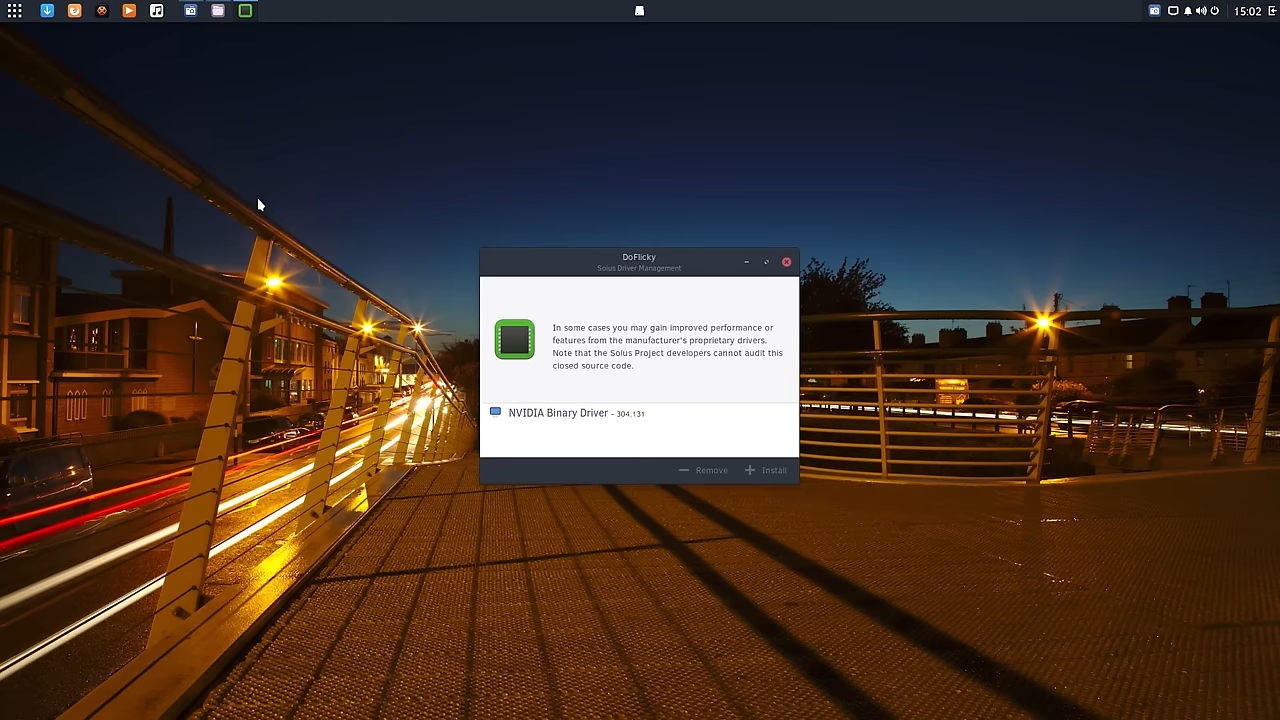 15:02
DoFlicky
Solus Driver Management
In some cases you may gain improved performance or
features from the manufacturer's proprietary drivers.
Note that the Solus Project developers cannot audit this
closed source code.
NVIDIA Binary Driver - 304.131
Remove Install